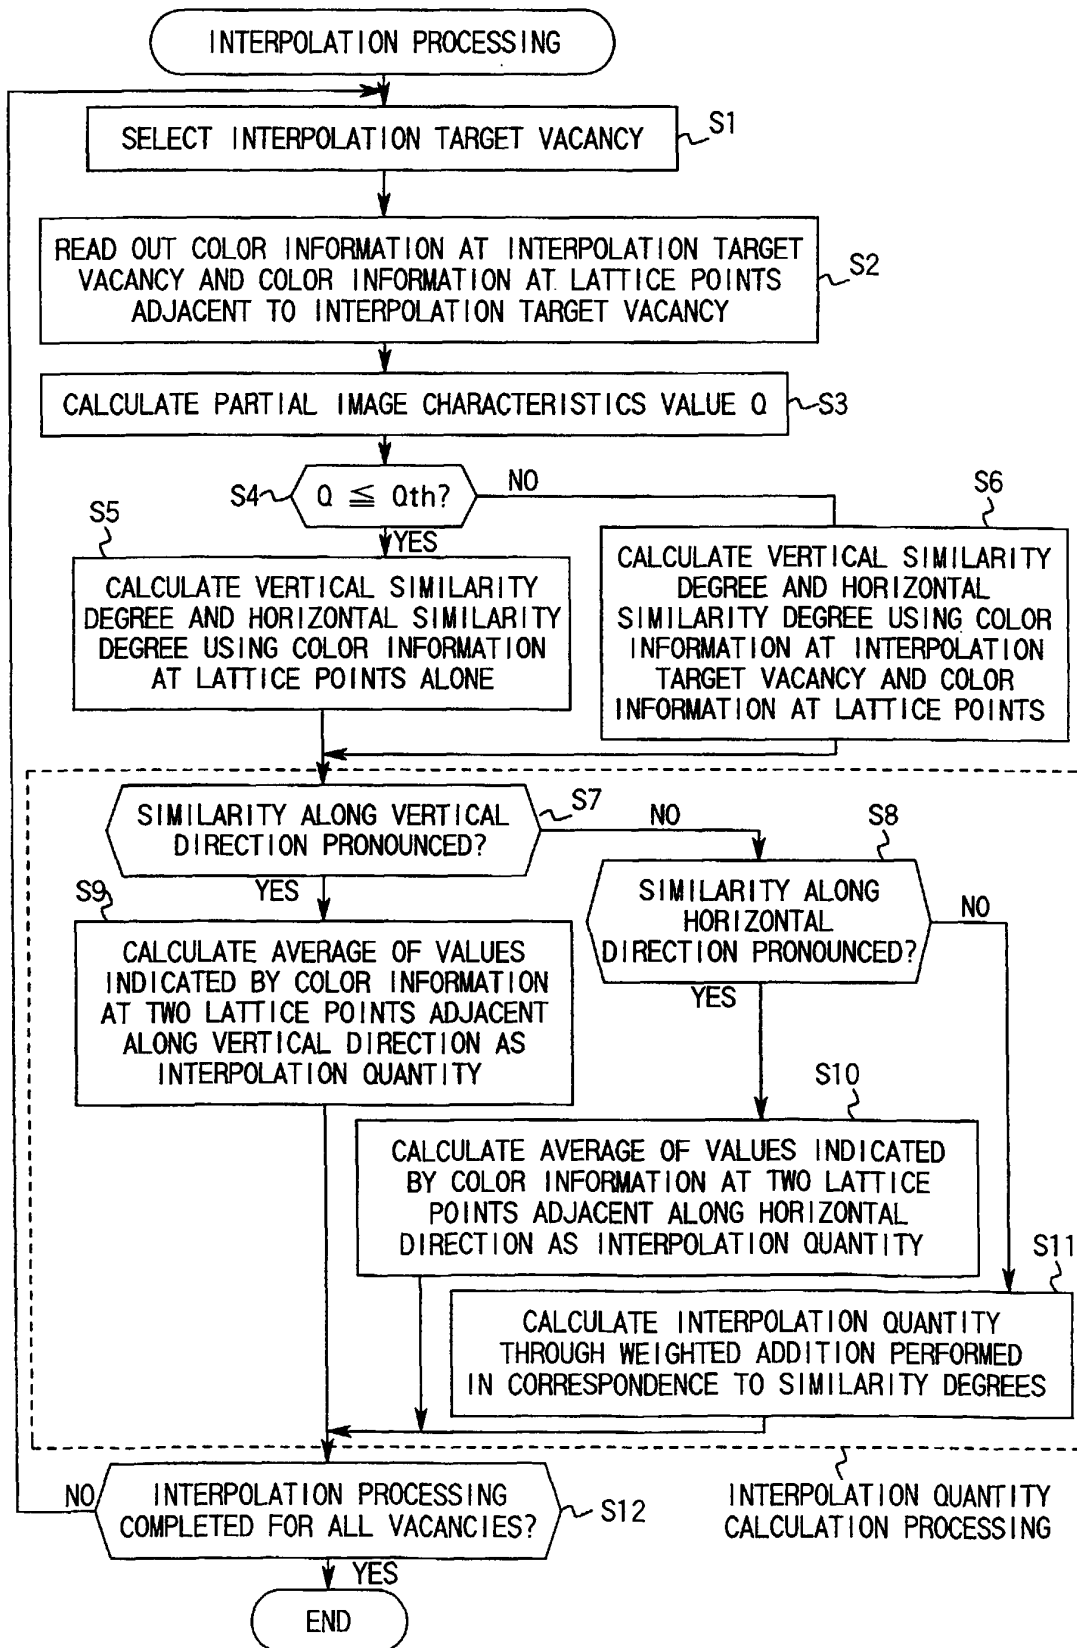 INTERPOLATION PROCESSING
SELECT INTERPOLATION TARGET VACANCY
S1
READ OUT COLOR INFORMATION AT INTERPOLATION TARGET
VACANCY AND COLOR INFORMATION AT LATTICE POINTS
ADJACENT TO INTERPOLATION TARGET VACANCY
S2
CALCULATE PARTIAL IMAGE CHARACTERISTICS VALUE Q
S3
S4
Q ≦ Qth?
NO
YES
S5
CALCULATE VERTICAL SIMILARITY
DEGREE AND HORIZONTAL SIMILARITY
DEGREE USING COLOR INFORMATION
AT LATTICE POINTS ALONE
S6
CALCULATE VERTICAL SIMILARITY
DEGREE AND HORIZONTAL
SIMILARITY DEGREE USING COLOR
INFORMATION AT INTERPOLATION
TARGET VACANCY AND COLOR
INFORMATION AT LATTICE POINTS
SIMILARITY ALONG VERTICAL
DIRECTION PRONOUNCED?
S7
NO
YES
S8
SIMILARITY ALONG
HORIZONTAL
DIRECTION PRONOUNCED?
NO
YES
S9
CALCULATE AVERAGE OF VALUES
INDICATED BY COLOR INFORMATION
AT TWO LATTICE POINTS ADJACENT
ALONG VERTICAL DIRECTION AS
INTERPOLATION QUANTITY
S10
CALCULATE AVERAGE OF VALUES INDICATED
BY COLOR INFORMATION AT TWO LATTICE
POINTS ADJACENT ALONG HORIZONTAL
DIRECTION AS INTERPOLATION QUANTITY
S11
CALCULATE INTERPOLATION QUANTITY
THROUGH WEIGHTED ADDITION PERFORMED
IN CORRESPONDENCE TO SIMILARITY DEGREES
NO
INTERPOLATION PROCESSING
COMPLETED FOR ALL VACANCIES?
S12
YES
INTERPOLATION QUANTITY
CALCULATION PROCESSING
END